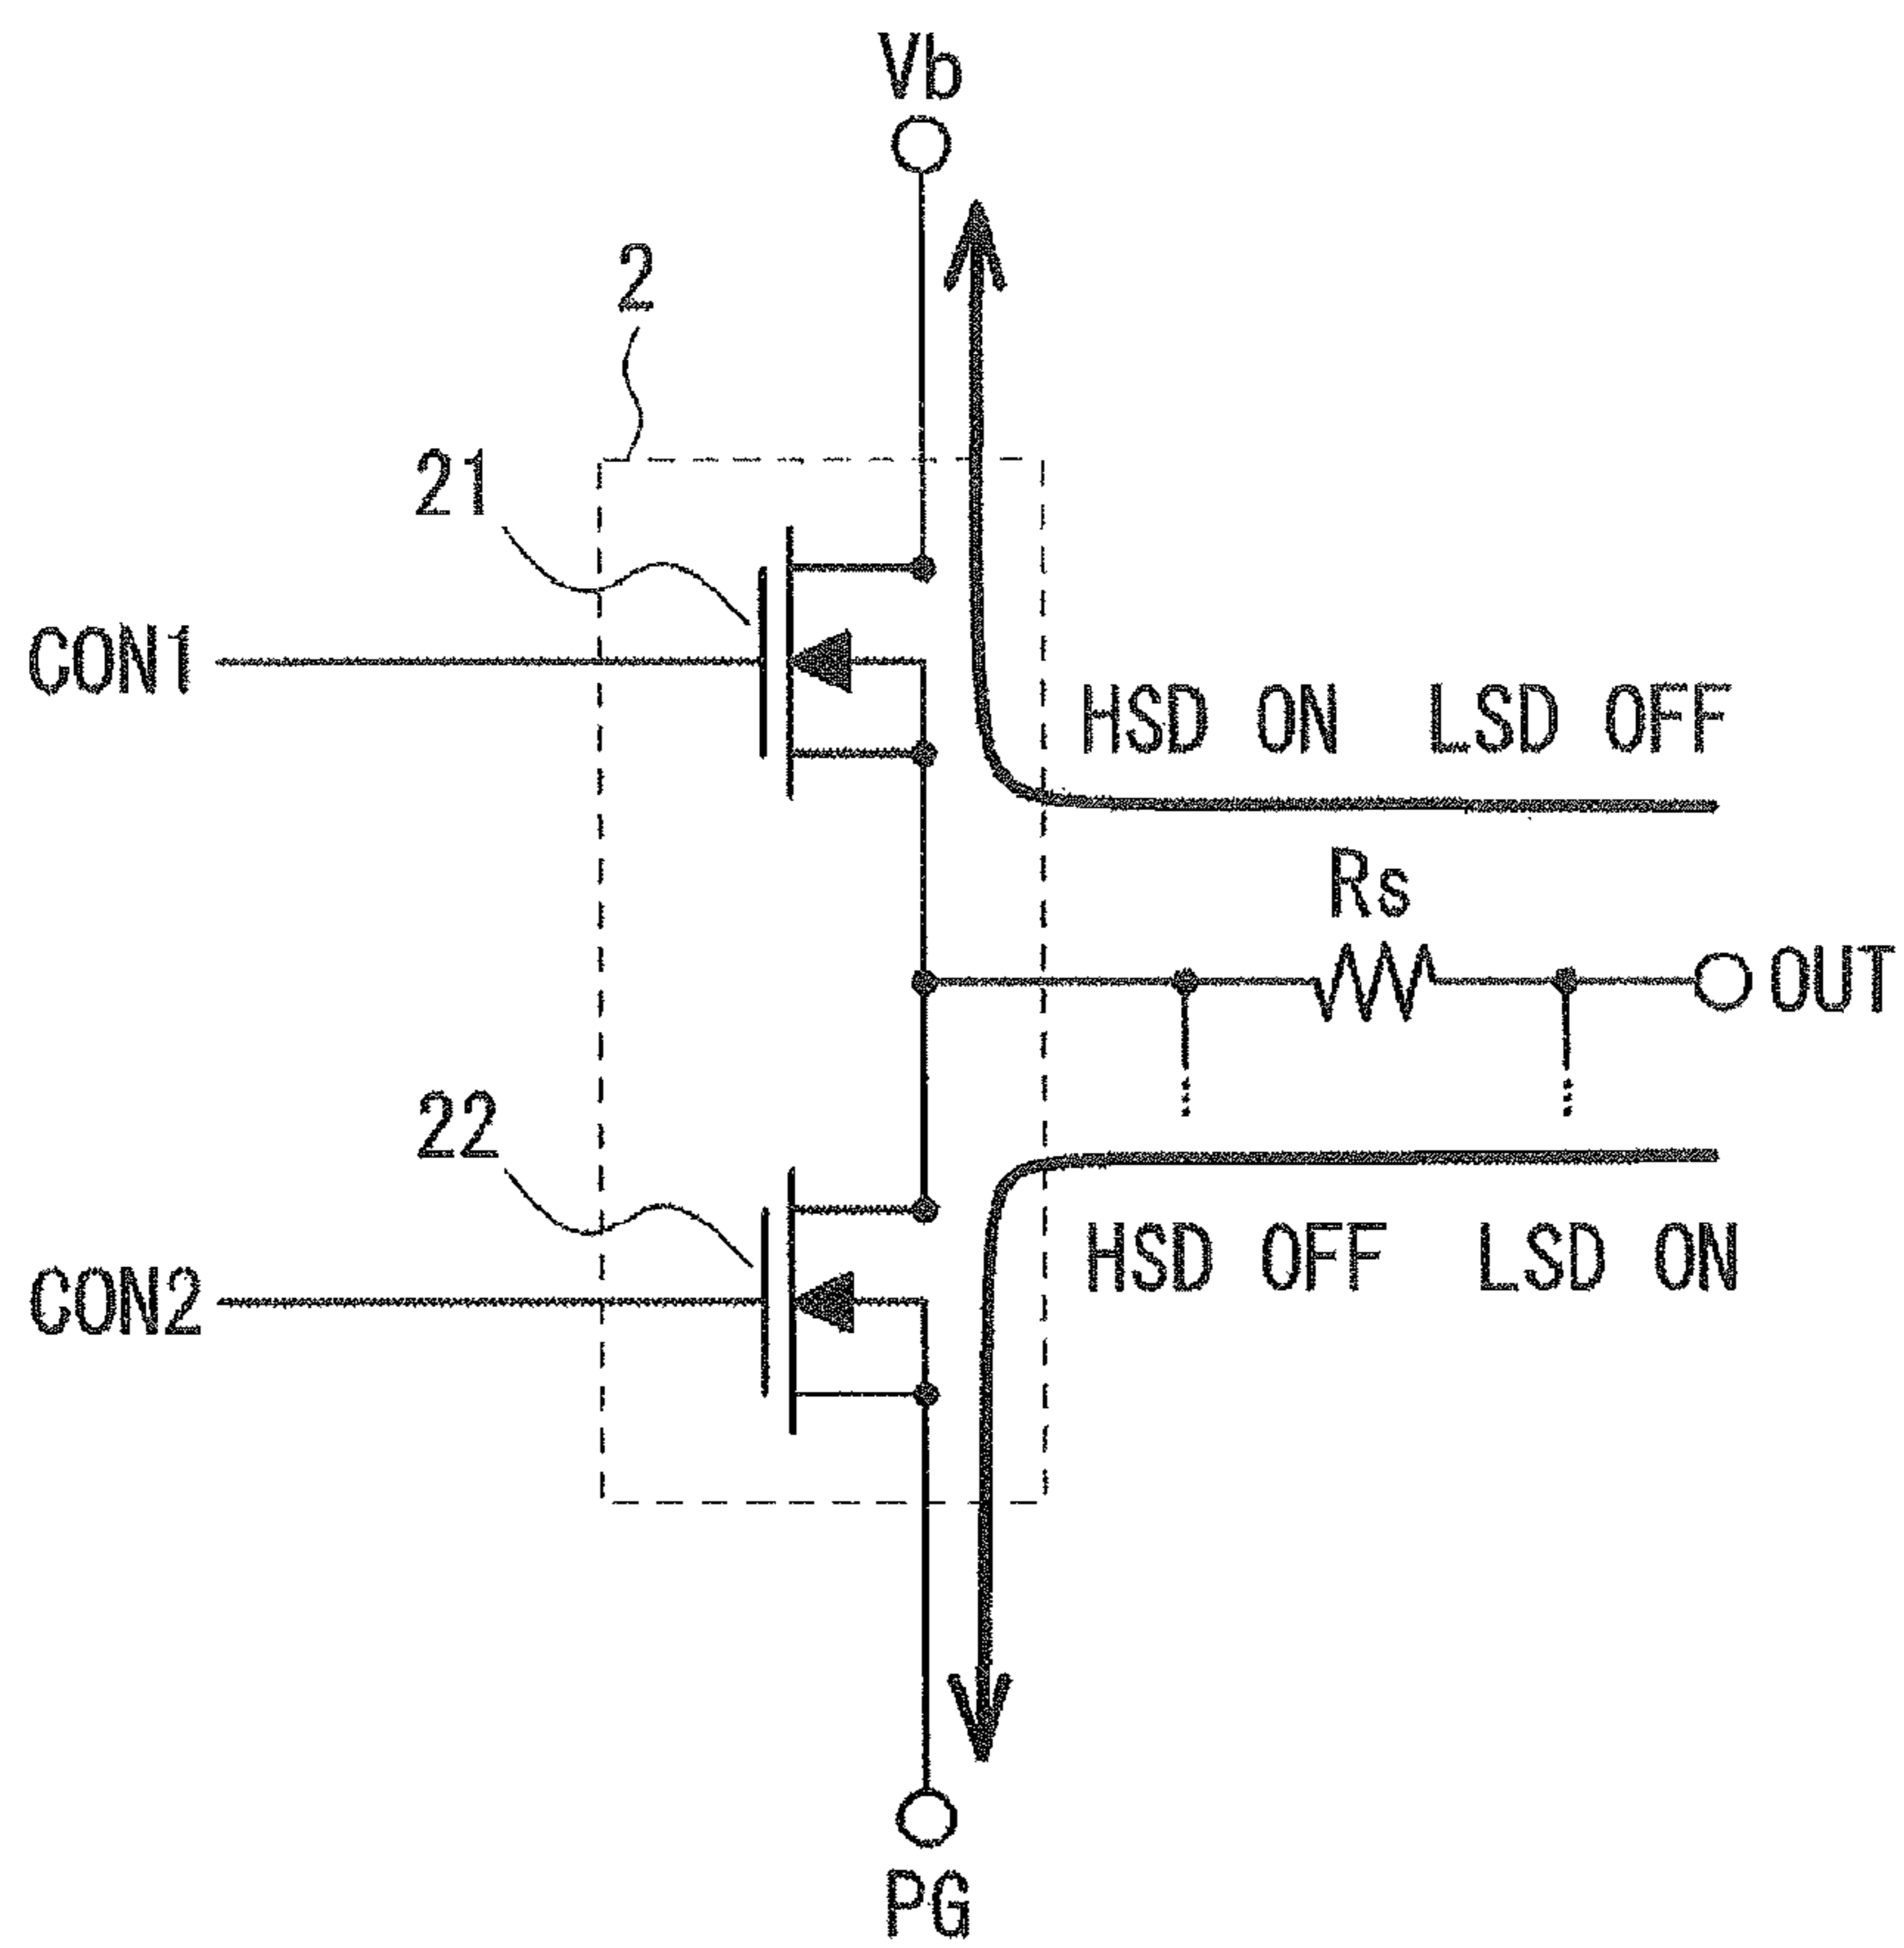 Vb
2
21
CON1
HSD ON LSD OFF
Rs
OUT
22
HSD OFF LSD ON
CON2
PG